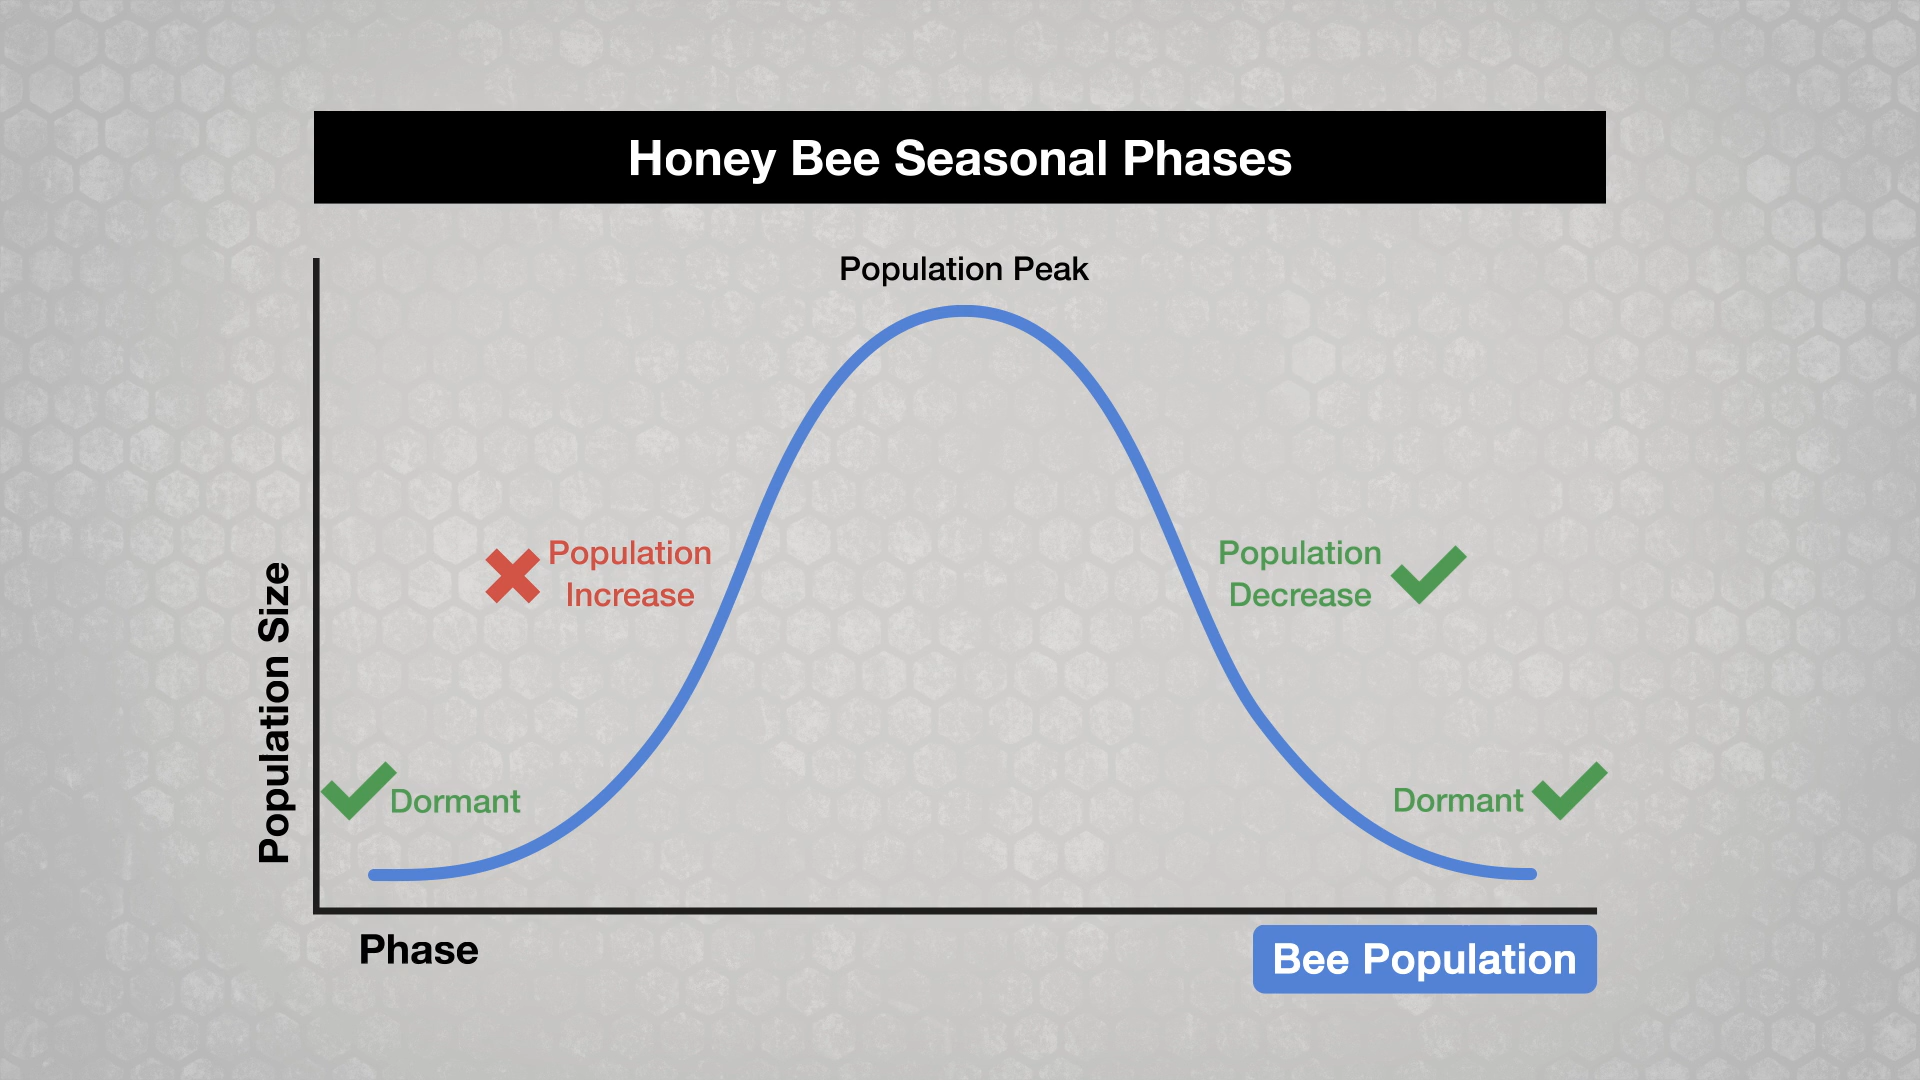 Honey Bee Seasonal Phases
Population Peak
Population
Increase
Population
Decrease
Dormant
Dormant
Population Size
Phase
Bee Population